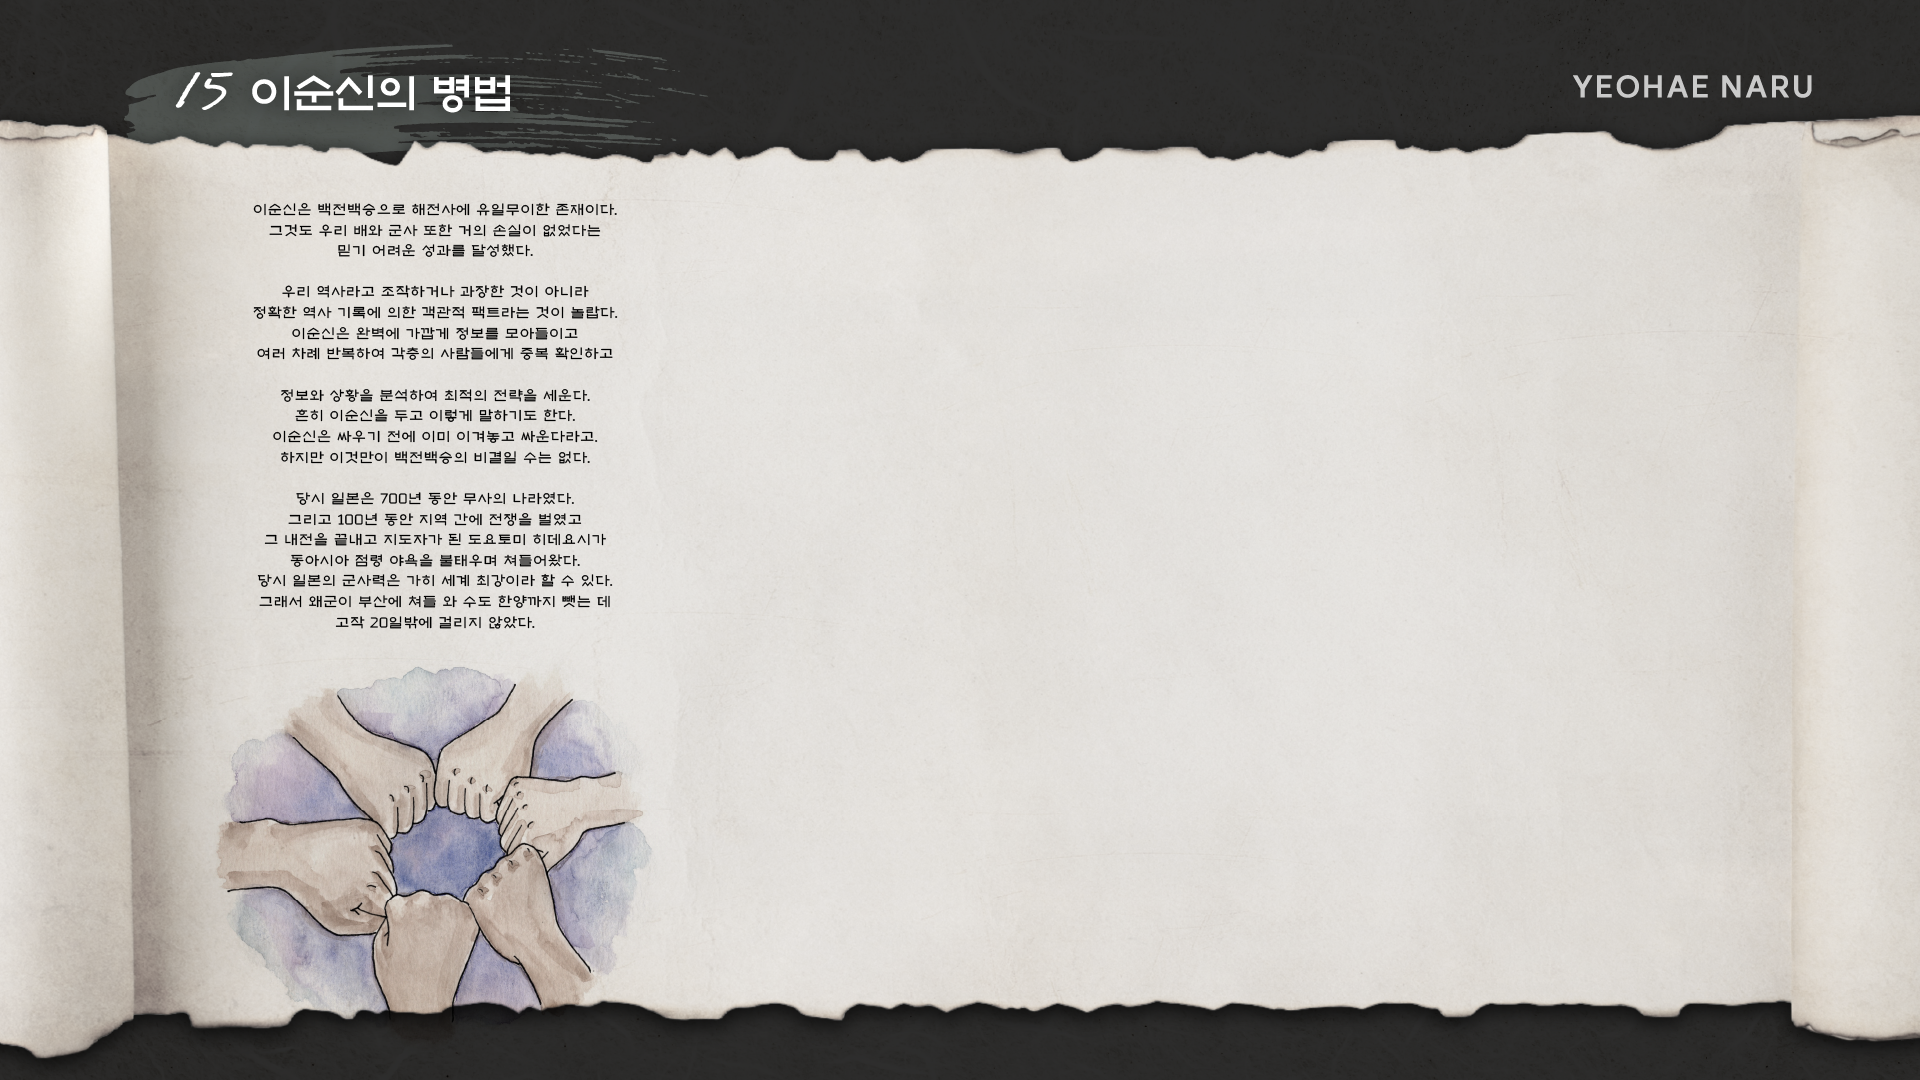 15 이순신의 병법
YEOHAE NARU
이순신은 백전백승으로 해전사에 유일무이한 존재이다.
그것도 우리 배와 군사 또한 거의 손실이 없었다는
믿기 어려운 성과를 달성했다.
우리 역사라고 조작하거나 과장한 것이 아니라
정확한 역사 기록에 의한 객관적 팩트라는 것이 놀랍다.
이순신은 완벽에 가깝게 정보를 모아들이고
여러 차례 반복하여 각층의 사람들에게 중복 확인하고
정보와 상황을 분석하여 최적의 전략을 세운다.
흔히 이순신을 두고 이렇게 말하기도 한다.
이순신은 싸우기 전에 이미 이겨놓고 싸운다라고.
하지만 이것만이 백전백승의 비결일 수는 없다.
당시 일본은 700년 동안 무사의 나라였다.
그리고 100년 동안 지역 간에 전쟁을 벌였고
그 내전을 끝내고 지도자가 된 도요토미 히데요시가
동아시아 점령 야욕을 불태우며 쳐들어왔다.
당시 일본의 군사력은 가히 세계 최강이라 할 수 있다.
그래서 왜군이 부산에 쳐들 와 수도 한양까지 뺏는 데
고작 20일밖에 걸리지 않았다.